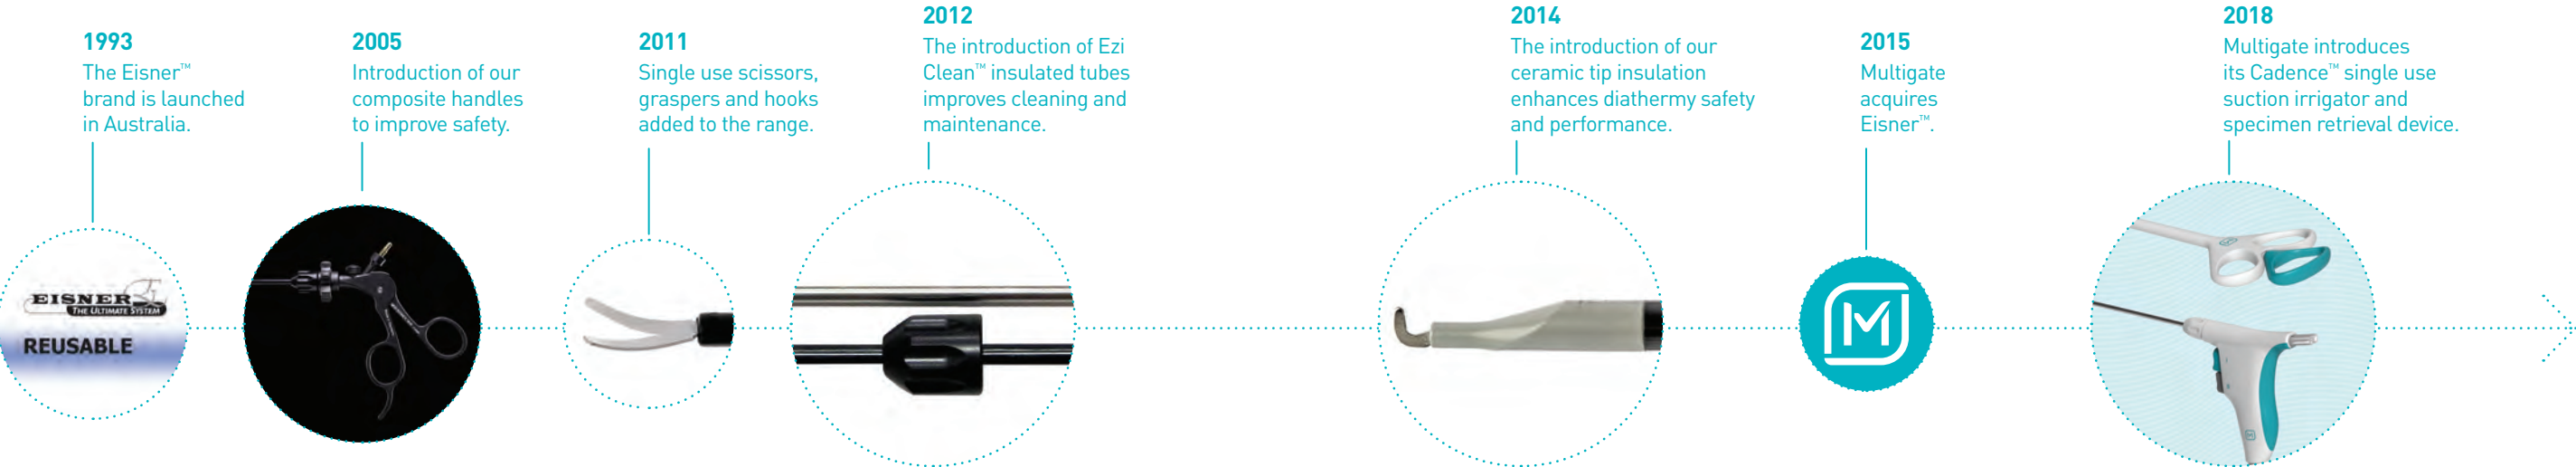 1993
The Eisner™
brand is launched
in Australia.
2005
Introduction of our
composite handles
to improve safety.
2011
Single use scissors,
graspers and hooks
added to the range.
2012
The introduction of Ezi
Clean™ insulated tubes
improves cleaning and
maintenance.
2014
The introduction of our
ceramic tip insulation
enhances diathermy safety
and performance.
2015
Multigate
acquires
Eisner™.
2018
Multigate introduces
its Cadence™ single use
suction irrigator and
specimen retrieval device.
EISNER
THE ULTIMATE SYSTEM
REUSABLE
M